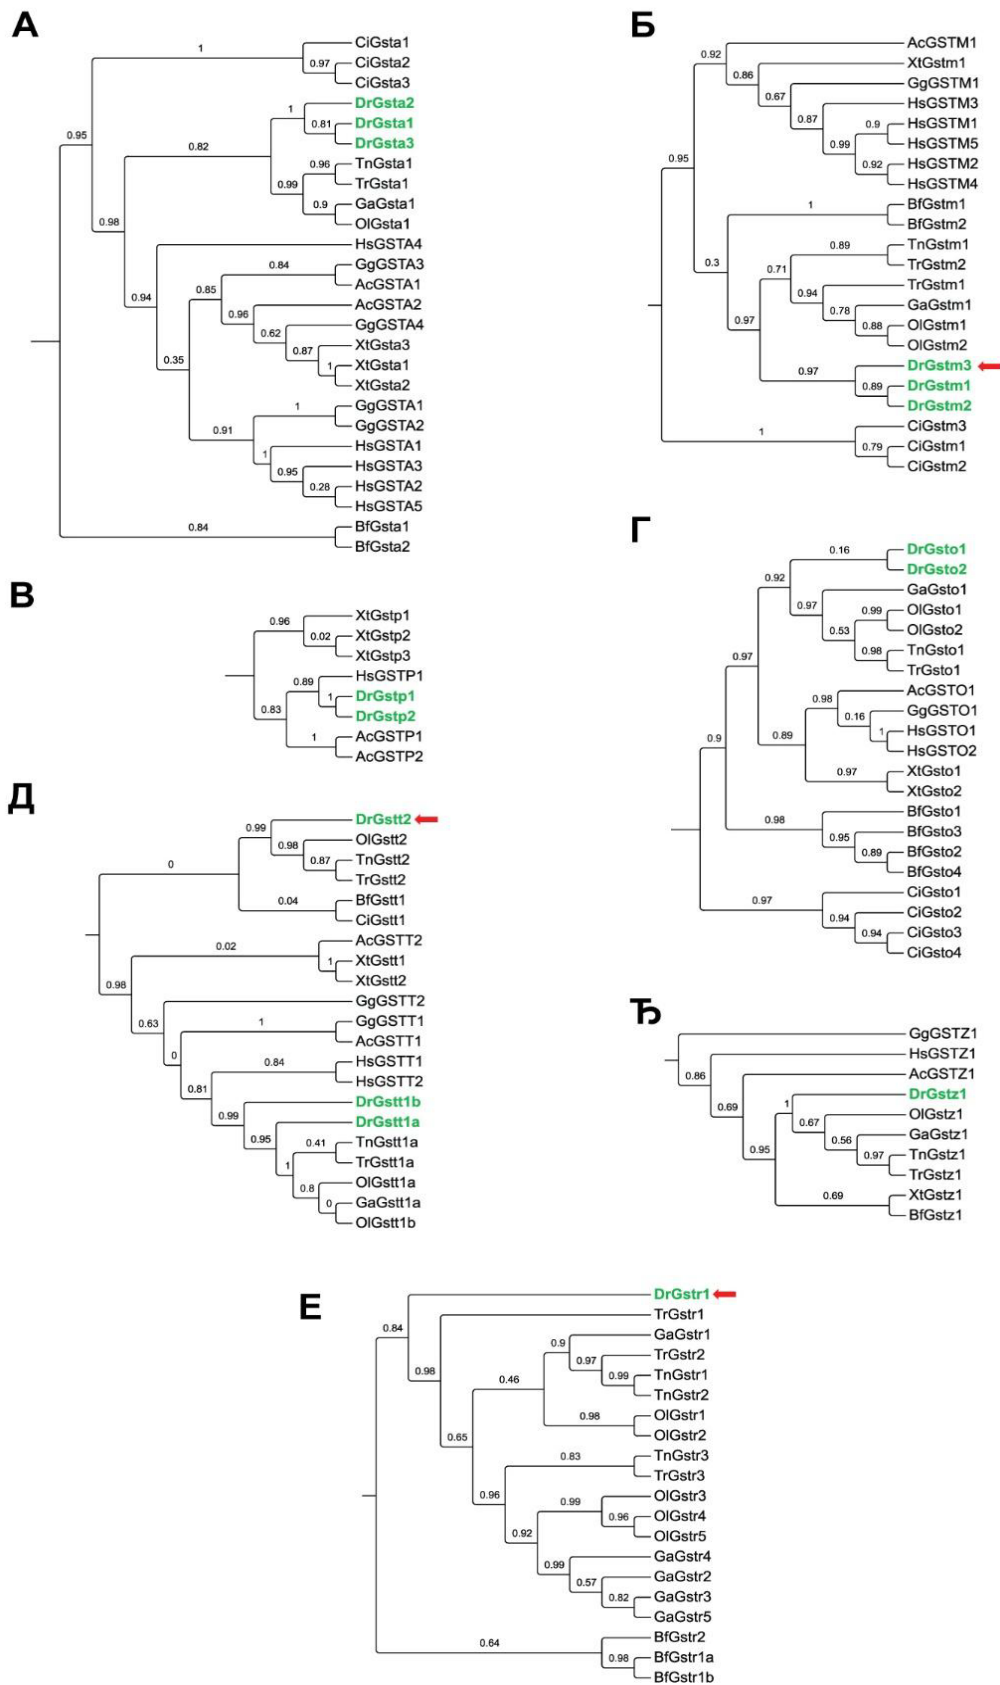 А
1
CiGsta1
CiGsta2
0.97
CiGsta3
DrGsta2
1
DrGsta1
0.81
DrGsta3
0.95
0.82
TnGsta1
0.96
TrGsta1
0.99
GaGsta1
0.9
OlGsta1
0.98
HsGSTA4
GgGSTA3
0.84
AcGSTA1
0.94
0.85
AcGSTA2
0.96
GgGSTA4
0.62
XtGsta3
0.87
XtGsta1
0.35
1
XtGsta2
GgGSTA1
1
GgGSTA2
0.91
HsGSTA1
1
HsGSTA3
0.95
HsGSTA2
0.28
HsGSTA5
BfGsta1
0.84
BfGsta2
Б
AcGSTM1
0.92
XtGstm1
0.86
GgGSTM1
0.67
HsGSTM3
0.87
HsGSTM1
0.9
HsGSTM5
0.99
HsGSTM2
0.95
0.92
HsGSTM4
BfGstm1
1
BfGstm2
TnGstm1
0.89
0.3
TrGstm2
0.71
TrGstm1
0.94
GaGstm1
0.78
OlGstm1
0.97
0.88
OlGstm2
DrGstm3
0.97
DrGstm1
0.89
DrGstm2
CiGstm3
1
CiGstm1
0.79
CiGstm2
В
XtGstp1
0.96
XtGstp2
0.02
XtGstp3
HsGSTP1
0.89
DrGstp1
1
DrGstp2
0.83
AcGSTP1
1
AcGSTP2
Г
DrGsto1
0.16
DrGsto2
0.92
GaGsto1
0.97
OlGsto1
0.99
OlGsto2
0.53
TnGsto1
0.97
0.98
TrGsto1
AcGSTO1
0.98
GgGSTO1
0.16
HsGSTO1
0.9
0.89
1
HsGSTO2
XtGsto1
0.97
XtGsto2
BfGsto1
0.98
BfGsto3
0.95
BfGsto2
0.89
BfGsto4
CiGsto1
0.97
CiGsto2
0.94
CiGsto3
0.94
CiGsto4
Д
DrGstt2
0.99
OlGstt2
0.98
TnGstt2
0.87
TrGstt2
0
BfGstt1
0.04
CiGstt1
AcGSTT2
0.02
XtGstt1
1
XtGstt2
0.98
GgGSTT2
0.63
GgGSTT1
1
AcGSTT1
0
HsGSTT1
0.84
HsGSTT2
0.81
DrGstt1b
0.99
DrGstt1a
0.95
TnGstt1a
0.41
TrGstt1a
1
OlGstt1a
0.8
GaGstt1a
0
OlGstt1b
Ђ
GgGSTZ1
HsGSTZ1
0.86
AcGSTZ1
DrGstz1
0.69
1
OlGstz1
0.67
GaGstz1
0.56
TnGstz1
0.95
0.97
TrGstz1
XtGstz1
0.69
BfGstz1
Е
DrGstr1
TrGstr1
0.84
GaGstr1
0.9
TrGstr2
0.97
TnGstr1
0.98
0.99
TnGstr2
0.46
OlGstr1
0.98
OlGstr2
0.65
TnGstr3
0.83
TrGstr3
0.96
OlGstr3
0.99
OlGstr4
0.96
OlGstr5
0.92
GaGstr4
0.99
GaGstr2
0.57
GaGstr3
0.82
GaGstr5
BfGstr2
0.64
BfGstr1a
0.98
BfGstr1b